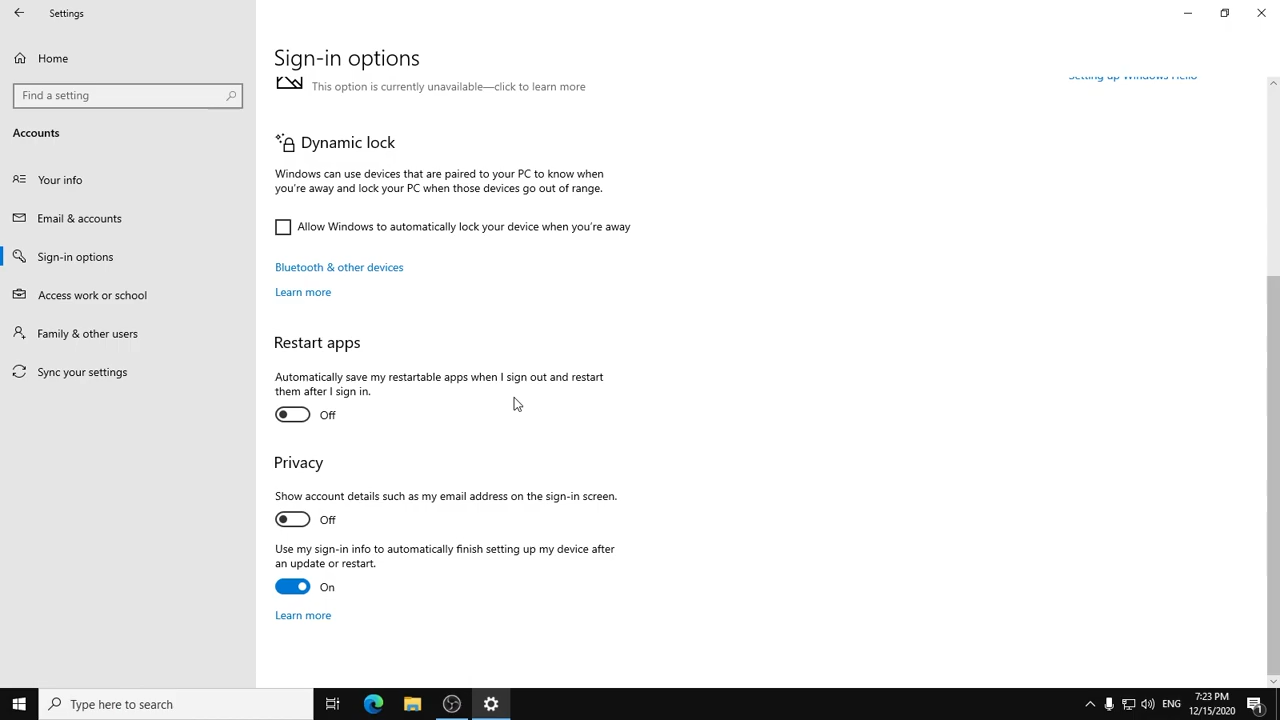 Settings
Home
Find a setting
Accounts
Your info
Email & accounts
Sign-in options
Access work or school
Family & other users
Sync your settings
Sign-in options
This option is currently unavailable—click to learn more
Setting up Windows Hello
Dynamic lock
Windows can use devices that are paired to your PC to know when
you're away and lock your PC when those devices go out of range.
Allow Windows to automatically lock your device when you're away
Bluetooth & other devices
Learn more
Restart apps
Automatically save my restartable apps when I sign out and restart
them after I sign in.
Off
Privacy
Show account details such as my email address on the sign-in screen.
Off
Use my sign-in info to automatically finish setting up my device after
an update or restart.
On
Learn more
Type here to search
ENG
7:23 PM
12/15/2020
1